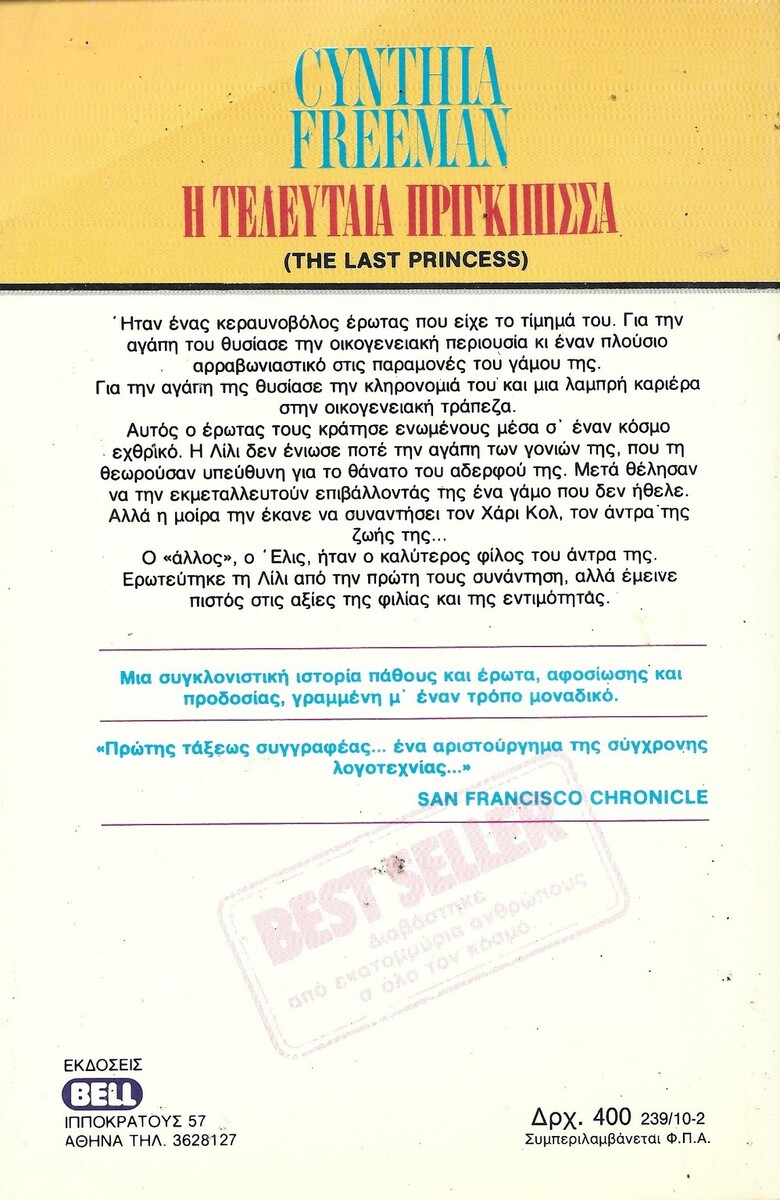 CYNTHIA
FREEMAN
Η ΤΕΛΕΥΤΑΙΑ ΠΡΙΓΚΙΠΙΣΣΑ
(THE LAST PRINCESS)
Ήταν ένας κεραυνοβόλος έρωτας που είχε το τίμημά του. Για την
αγάπη του θυσίασε την οικογενειακή περιουσία κι έναν πλούσιο
αρραβωνιαστικό στις παραμονές του γάμου της.
Για την αγάπη της θυσίασε την κληρονομιά του και μια λαμπρή καριέρα
στην οικογενειακή τράπεζα.
Αυτός ο έρωτας τους κράτησε ενωμένους μέσα σ' έναν κόσμο
εχθρικό. Η Λίλι δεν ένιωσε ποτέ την αγάπη των γονιών της, που τη
θεωρούσαν υπεύθυνη για το θάνατο του αδερφού της. Μετά θέλησαν
να την εκμεταλλευτούν επιβάλλοντάς της ένα γάμο που δεν ήθελε.
Αλλά η μοίρα την έκανε να συναντήσει τον Χάρι Κολ, τον άντρα της
ζωής της...
Ο «άλλος», ο Έλις, ήταν ο καλύτερος φίλος του άντρα της.
Ερωτεύτηκε τη Λίλι από την πρώτη τους συνάντηση, αλλά έμεινε
πιστός στις αξίες της φιλίας και της εντιμότητας.
Μια συγκλονιστική ιστορία πάθους και έρωτα, αφοσίωσης και
προδοσίας, γραμμένη μ' έναν τρόπο μοναδικό.
«Πρώτης τάξεως συγγραφέας... ένα αριστούργημα της σύγχρονης
λογοτεχνίας...»
SAN FRANCISCO CHRONICLE
BEST SELLER
Διαβάστηκε
από εκατομμύρια ανθρώπους
σ όλο τον κόσμο
ΕΚΔΟΣΕΙΣ
BELL
ΙΠΠΟΚΡΑΤΟΥΣ 57
ΑΘΗΝΑ ΤΗΛ. 3628127
Δρχ. 400 239/10-2
Συμπεριλαμβάνεται Φ.Π.Α.